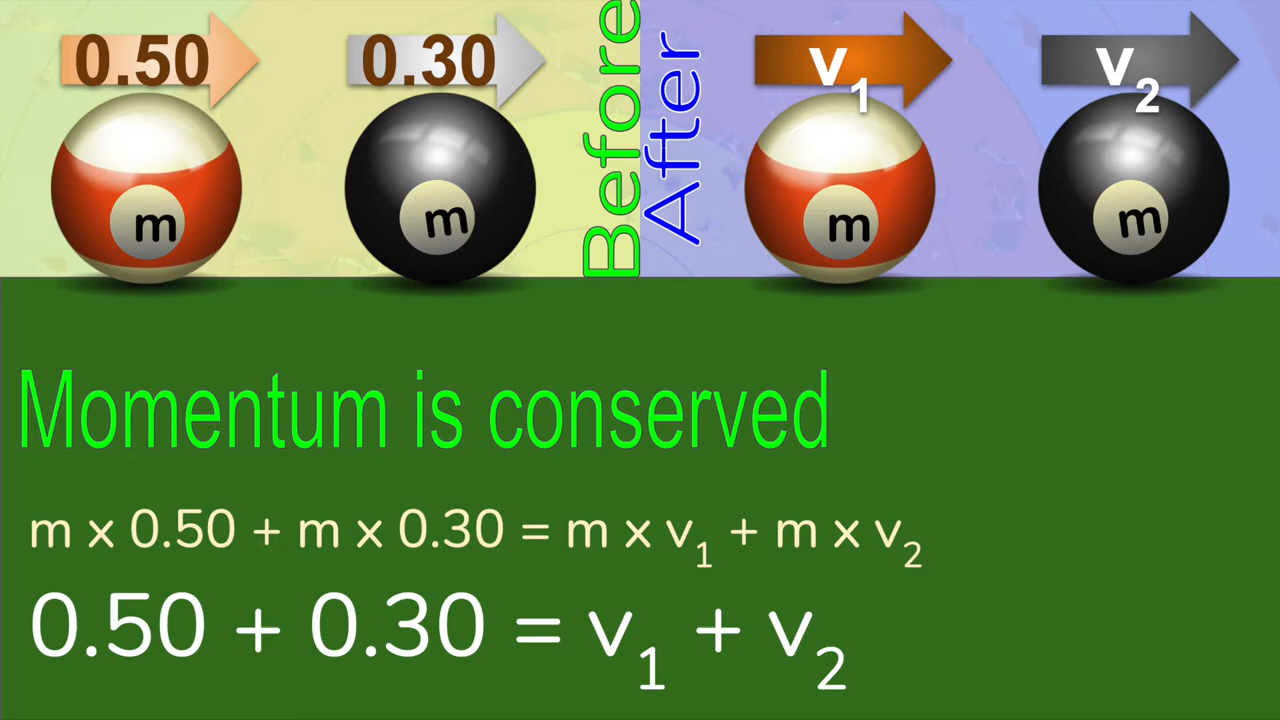 0.50
0.30
Before
After
v₁
v₂
m
m
m
m
Momentum is conserved
m x 0.50 + m x 0.30 = m x v₁ + m x v₂
0.50 + 0.30 = v₁ + v₂